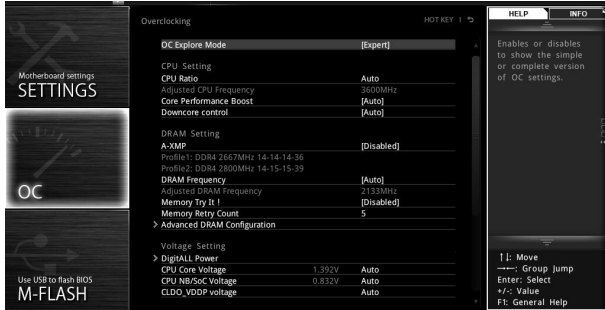 Overclocking
HOT KEY
HELP
INFO
OC Explore Mode [Expert]
CPU Setting
CPU Ratio Auto
Adjusted CPU Frequency 3600MHz
Core Performance Boost [Auto]
Downcore control [Auto]
DRAM Setting
A-XMP [Disabled]
Profile1: DDR4 2667MHz 14-14-14-36
Profile2: DDR4 2800MHz 14-15-15-39
DRAM Frequency [Auto]
Adjusted DRAM Frequency 2133MHz
Memory Try It ! [Disabled]
Memory Retry Count 5
> Advanced DRAM Configuration
Voltage Setting
> DigitALL Power
CPU Core Voltage 1.392V Auto
CPU NB/SoC Voltage 0.832V Auto
CLDO_VDDP voltage Auto
Motherboard settings
SETTINGS
OC
Use USB to flash BIOS
M-FLASH
Enables or disables
to show the simple
or complete version
of OC settings.
↑↓: Move
→←: Group Jump
Enter: Select
+/-: Value
F1: General Help